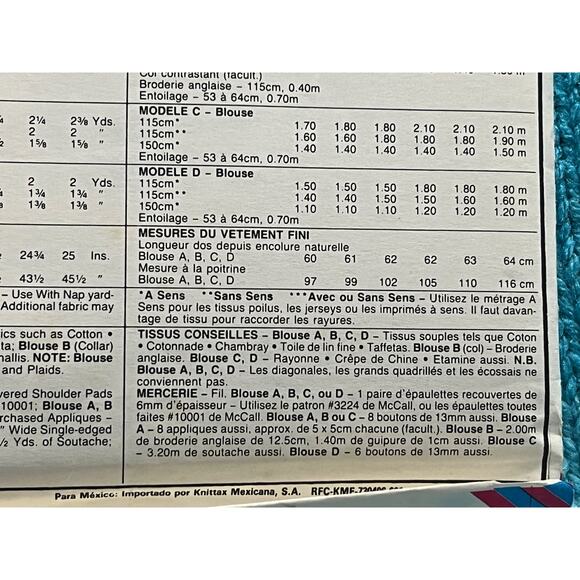 Col contrastant (facult.)
Broderie anglaise – 115cm, 0.40m
Entoilage – 53 à 64cm, 0.70m
MODELE C – Blouse
115cm* 1.70 1.80 1.80 2.10 2.10 2.10 m
115cm** 1.60 1.60 1.80 1.80 1.80 1.90 m
150cm* 1.40 1.40 1.40 1.40 1.40 1.50 m
Entoilage – 53 à 64cm, 0.70m
MODELE D – Blouse
115cm* 1.50 1.50 1.50 1.80 1.80 1.80 m
115cm** 1.40 1.50 1.50 1.60 1.60 1.60 m
150cm* 1.10 1.10 1.10 1.20 1.20 1.20 m
Entoilage – 53 à 64cm, 0.70m
MESURES DU VETEMENT FINI
Longueur dos depuis encolure naturelle
Blouse A, B, C, D 60 61 62 62 63 64 cm
Mesure à la poitrine
Blouse A, B, C, D 97 99 102 105 110 116 cm
*A Sens **Sans Sens ***Avec ou Sans Sens – Utilisez le métrage A
Sens pour les tissus poilus, les jerseys ou les imprimés à sens. Il faut davan-
tage de tissu pour raccorder les rayures.
TISSUS CONSEILLES – Blouse A, B, C, D – Tissus souples tels que Coton
• Cotonnade • Chambray • Toile de lin fine • Taffetas. Blouse B (col) – Broderie
anglaise. Blouse C, D – Rayonne • Crêpe de Chine • Etamine aussi. N.B.
Blouse A, B, C, D – Les diagonales, les grands quadrillés et les écossais ne
conviennent pas.
MERCERIE – Fil. Blouse A, B, C, ou D – 1 paire d'épaulettes recouvertes de
6mm d'épaisseur – Utilisez le patron #3224 de McCall, ou les épaulettes toutes
faites #10001 de McCall. Blouse A, B ou C – 8 boutons de 13mm aussi. Blouse
A – 8 appliques aussi, approx. de 5 x 5cm chacune (facult.). Blouse B – 2.00m
de broderie anglaise de 12.5cm, 1.40m de guipure de 1cm aussi. Blouse C
– 3.20m de soutache aussi. Blouse D – 6 boutons de 13mm aussi.
2¼ 2⅜ Yds.
2 2 "
1⅝ 1⅝ "
2 2 Yds.
1¾ 1¾ "
1⅜ 1⅜ "
24¾ 25 Ins.
43½ 45½ "
– Use With Nap yard-
Additional fabric may
ics such as Cotton •
ta; Blouse B (Collar)
hallis. NOTE: Blouse
and Plaids.
vered Shoulder Pads
10001; Blouse A, B
rchased Appliques –
" Wide Single-edged
½ Yds. of Soutache;
Para México: Importado por Knittax Mexicana, S.A. RFC-KME-720406